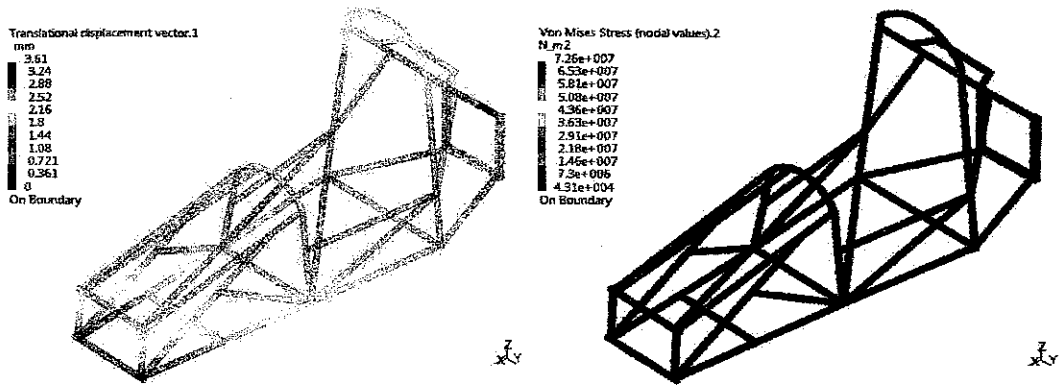 Translational displacement vector.1
mm
3.61
3.24
2.88
2.52
2.16
1.8
1.44
1.08
0.721
0.361
0
On Boundary
Z
X Y
Von Mises Stress (nodal values).2
N_m2
7.26e+007
6.53e+007
5.81e+007
5.08e+007
4.36e+007
3.63e+007
2.91e+007
2.18e+007
1.46e+007
7.3e+006
4.31e+004
On Boundary
Z
X Y